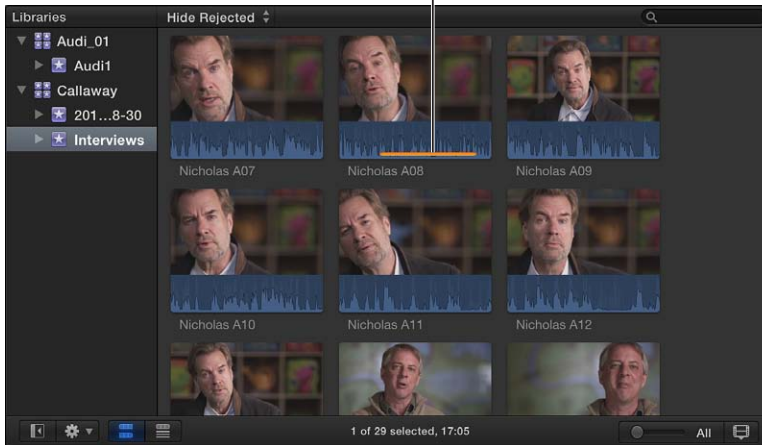 Libraries
Hide Rejected
Audi_01
Audi1
Callaway
201...8-30
Interviews
Nicholas A07
Nicholas A08
Nicholas A09
Nicholas A10
Nicholas A11
Nicholas A12
1 of 29 selected, 17:05
All